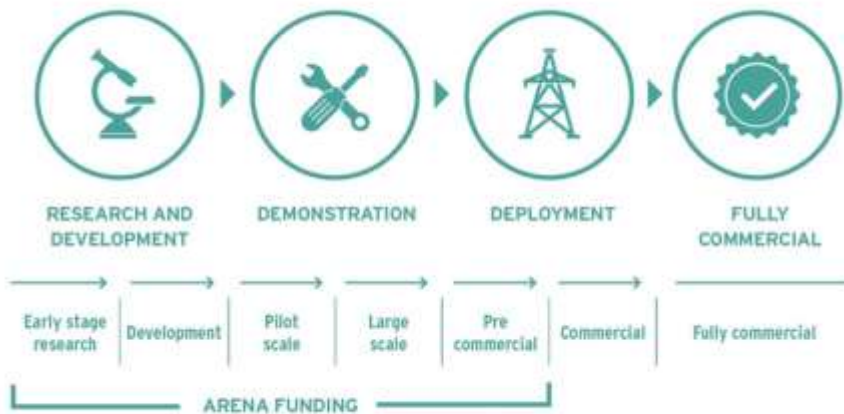 RESEARCH AND
DEVELOPMENT
DEMONSTRATION
DEPLOYMENT
FULLY
COMMERCIAL
Early stage
research
Development
Pilot
scale
Large
scale
Pre
commercial
Commercial
Fully commercial
ARENA FUNDING